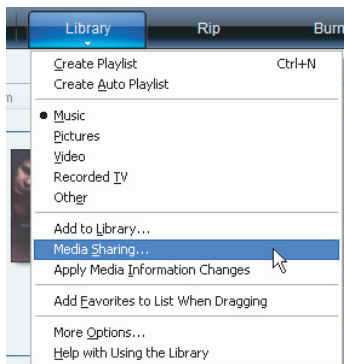 Library Rip Burn
Create Playlist Ctrl+N
Create Auto Playlist
m
Music
Pictures
Video
Recorded TV
Other
Add to Library...
Media Sharing...
Apply Media Information Changes
Add Favorites to List When Dragging
More Options...
Help with Using the Library